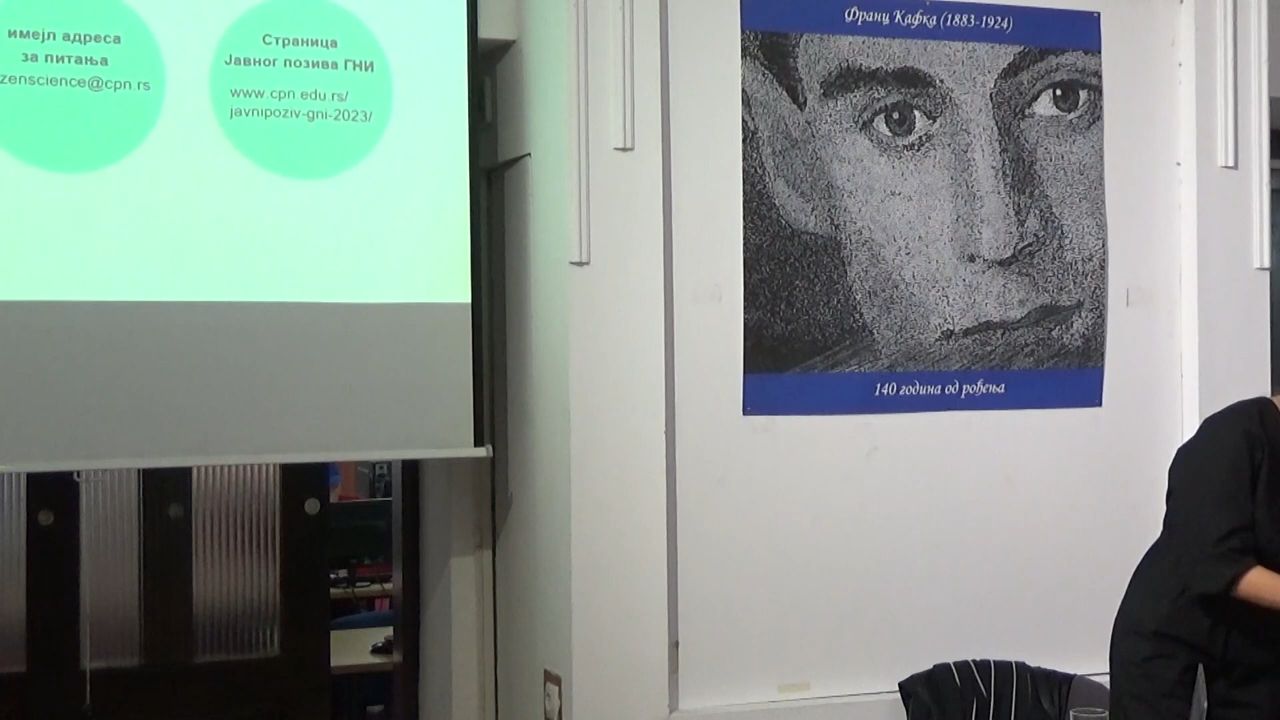 имејл адреса
за питања
zenscience@cpn.rs
Страница
Јавног позива ГНИ
www.cpn.edu.rs/
javnipoziv-gni-2023/
Франц Кафка (1883-1924)
140 година од рођења